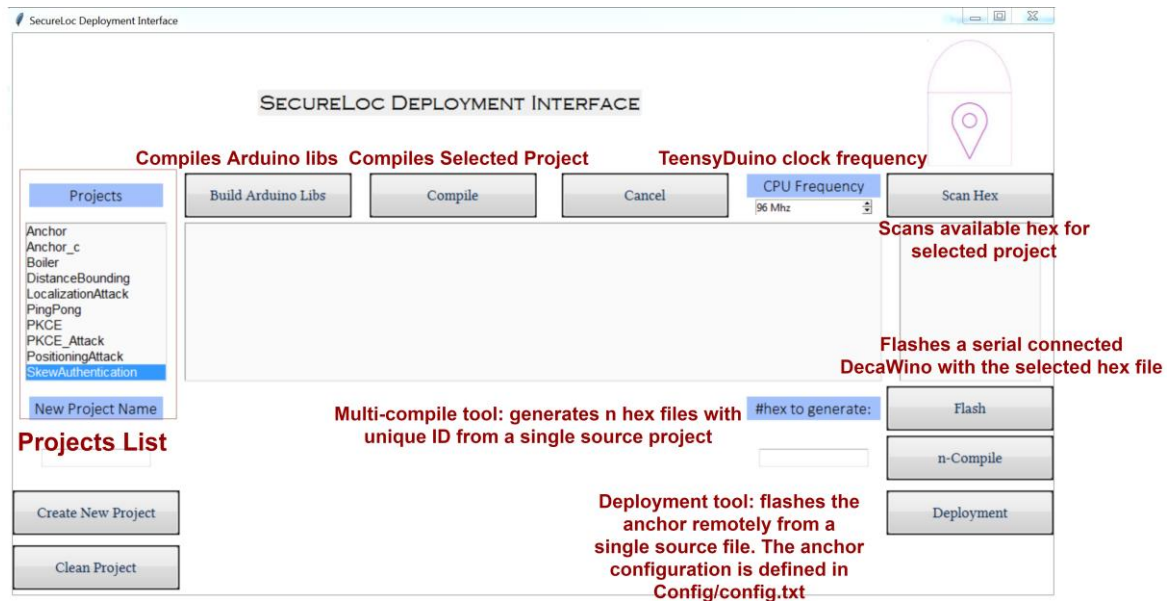 SecureLoc Deployment Interface
SECURELOC DEPLOYMENT INTERFACE
Compiles Arduino libs
Compiles Selected Project
TeensyDuino clock frequency
Projects
Build Arduino Libs
Compile
Cancel
CPU Frequency
96 Mhz
Scan Hex
Scans available hex for
selected project
Anchor
Anchor_c
Boiler
DistanceBounding
LocalizationAttack
PingPong
PKCE
PKCE_Attack
PositioningAttack
SkewAuthentication
Flashes a serial connected
DecaWino with the selected hex file
New Project Name
Projects List
Multi-compile tool: generates n hex files with
unique ID from a single source project
#hex to generate:
Flash
n-Compile
Create New Project
Clean Project
Deployment tool: flashes the
anchor remotely from a
single source file. The anchor
configuration is defined in
Config/config.txt
Deployment